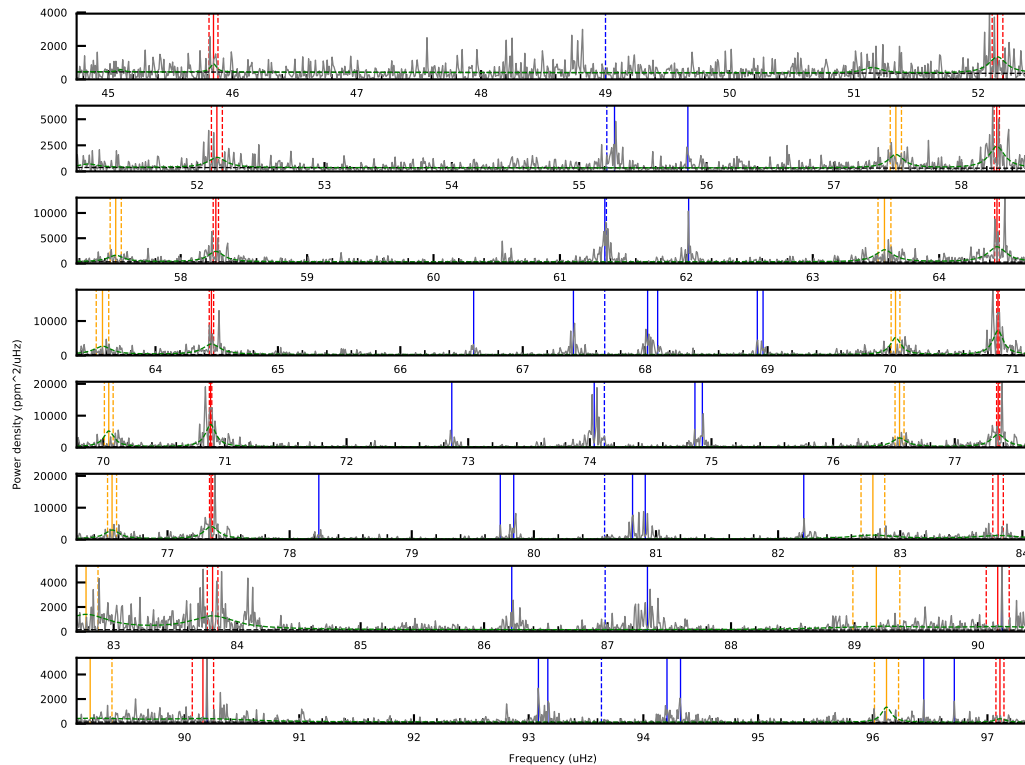 4000
2000
0
45 46 47 48 49 50 51 52
5000
2500
0
52 53 54 55 56 57 58
10000
5000
0
58 59 60 61 62 63 64
10000
0
64 65 66 67 68 69 70 71
20000
10000
0
70 71 72 73 74 75 76 77
20000
10000
0
77 78 79 80 81 82 83 84
4000
2000
0
83 84 85 86 87 88 89 90
4000
2000
0
90 91 92 93 94 95 96 97
Power density (ppm^2/uHz)
Frequency (uHz)